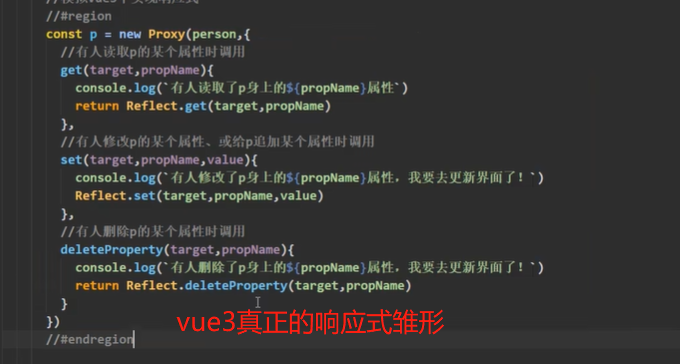 //模拟vue3中实现响应式
//#region
const p = new Proxy(person,{
//有人读取p的某个属性时调用
get(target,propName){
console.log(`有人读取了p身上的${propName}属性`)
return Reflect.get(target,propName)
},
//有人修改p的某个属性、或给p追加某个属性时调用
set(target,propName,value){
console.log(`有人修改了p身上的${propName}属性，我要去更新界面了！`)
Reflect.set(target,propName,value)
},
//有人删除p的某个属性时调用
deleteProperty(target,propName){
console.log(`有人删除了p身上的${propName}属性，我要去更新界面了！`)
return Reflect.deleteProperty(target,propName)
}
})
vue3真正的响应式雏形
//#endregion